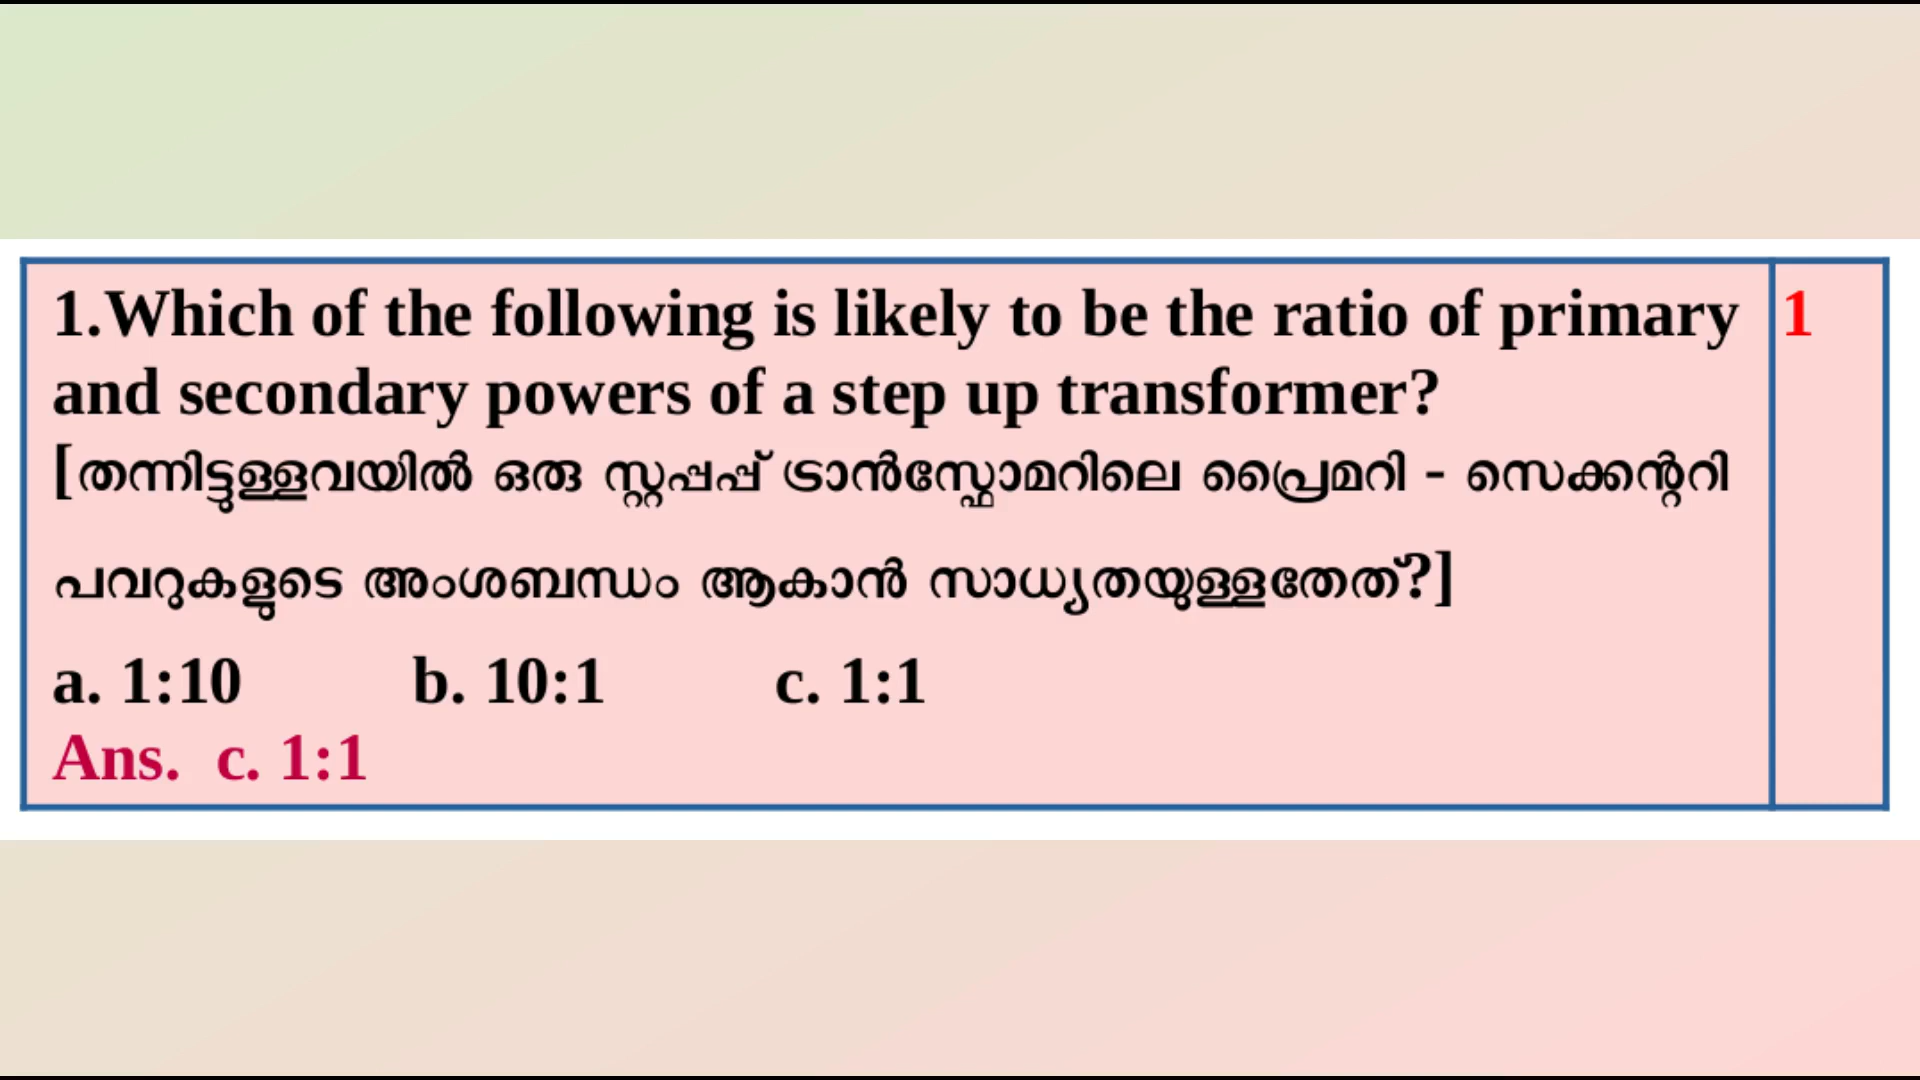 1.Which of the following is likely to be the ratio of primary 1
and secondary powers of a step up transformer?
[തന്നിട്ടുള്ളവയിൽ ഒരു സ്റ്റപ്പപ്പ് ട്രാൻസ്ഫോമറിലെ പ്രൈമറി - സെക്കന്ററി
പവറുകളുടെ അംശബന്ധം ആകാൻ സാധ്യതയുള്ളതേത്?]
a. 1:10 b. 10:1 c. 1:1
Ans. c. 1:1